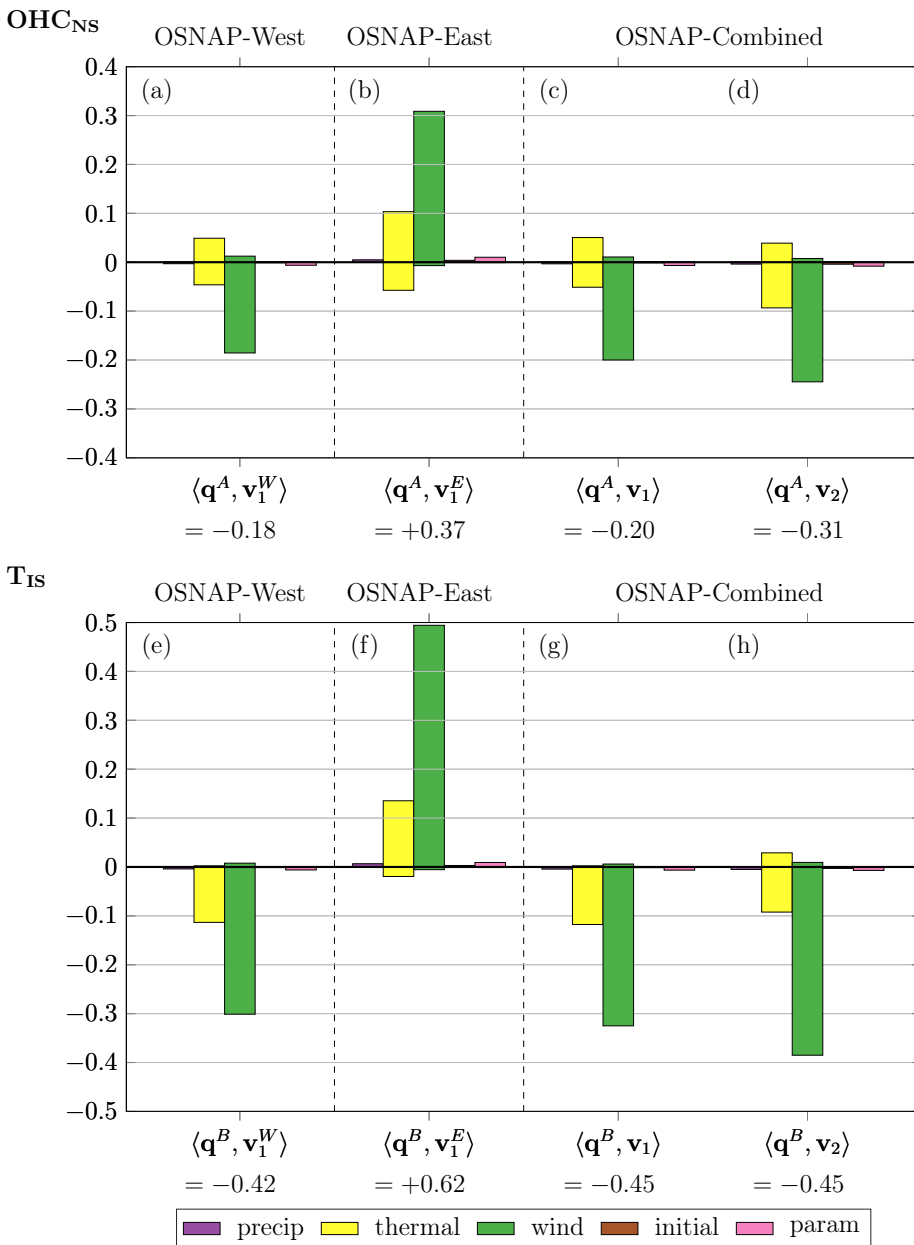 OHC_NS
OSNAP-West OSNAP-East OSNAP-Combined
(a) (b) (c) (d)
0.4
0.3
0.2
0.1
0
−0.1
−0.2
−0.3
−0.4
⟨q^A, v_1^W⟩ ⟨q^A, v_1^E⟩ ⟨q^A, v_1⟩ ⟨q^A, v_2⟩
= −0.18 = +0.37 = −0.20 = −0.31
T_IS
OSNAP-West OSNAP-East OSNAP-Combined
(e) (f) (g) (h)
0.5
0.4
0.3
0.2
0.1
0
−0.1
−0.2
−0.3
−0.4
−0.5
⟨q^B, v_1^W⟩ ⟨q^B, v_1^E⟩ ⟨q^B, v_1⟩ ⟨q^B, v_2⟩
= −0.42 = +0.62 = −0.45 = −0.45
precip thermal wind initial param